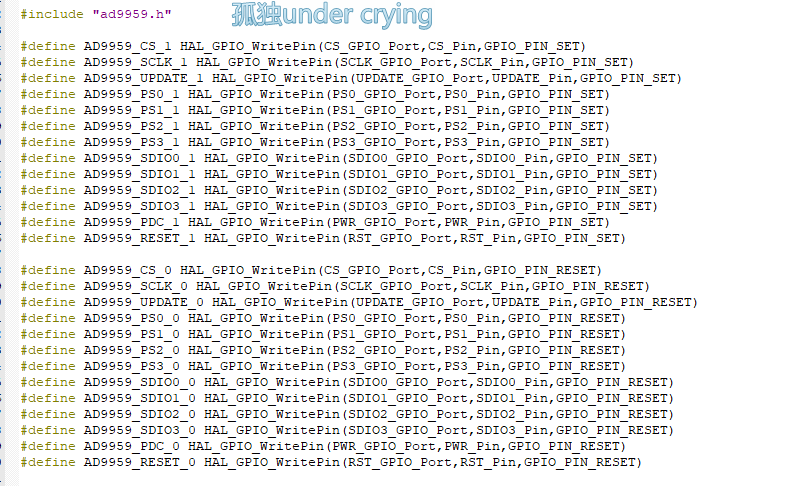 #include "ad9959.h"
孤独under crying
#define AD9959_CS_1 HAL_GPIO_WritePin(CS_GPIO_Port,CS_Pin,GPIO_PIN_SET)
#define AD9959_SCLK_1 HAL_GPIO_WritePin(SCLK_GPIO_Port,SCLK_Pin,GPIO_PIN_SET)
#define AD9959_UPDATE_1 HAL_GPIO_WritePin(UPDATE_GPIO_Port,UPDATE_Pin,GPIO_PIN_SET)
#define AD9959_PS0_1 HAL_GPIO_WritePin(PS0_GPIO_Port,PS0_Pin,GPIO_PIN_SET)
#define AD9959_PS1_1 HAL_GPIO_WritePin(PS1_GPIO_Port,PS1_Pin,GPIO_PIN_SET)
#define AD9959_PS2_1 HAL_GPIO_WritePin(PS2_GPIO_Port,PS2_Pin,GPIO_PIN_SET)
#define AD9959_PS3_1 HAL_GPIO_WritePin(PS3_GPIO_Port,PS3_Pin,GPIO_PIN_SET)
#define AD9959_SDIO0_1 HAL_GPIO_WritePin(SDIO0_GPIO_Port,SDIO0_Pin,GPIO_PIN_SET)
#define AD9959_SDIO1_1 HAL_GPIO_WritePin(SDIO1_GPIO_Port,SDIO1_Pin,GPIO_PIN_SET)
#define AD9959_SDIO2_1 HAL_GPIO_WritePin(SDIO2_GPIO_Port,SDIO2_Pin,GPIO_PIN_SET)
#define AD9959_SDIO3_1 HAL_GPIO_WritePin(SDIO3_GPIO_Port,SDIO3_Pin,GPIO_PIN_SET)
#define AD9959_PDC_1 HAL_GPIO_WritePin(PWR_GPIO_Port,PWR_Pin,GPIO_PIN_SET)
#define AD9959_RESET_1 HAL_GPIO_WritePin(RST_GPIO_Port,RST_Pin,GPIO_PIN_SET)
#define AD9959_CS_0 HAL_GPIO_WritePin(CS_GPIO_Port,CS_Pin,GPIO_PIN_RESET)
#define AD9959_SCLK_0 HAL_GPIO_WritePin(SCLK_GPIO_Port,SCLK_Pin,GPIO_PIN_RESET)
#define AD9959_UPDATE_0 HAL_GPIO_WritePin(UPDATE_GPIO_Port,UPDATE_Pin,GPIO_PIN_RESET)
#define AD9959_PS0_0 HAL_GPIO_WritePin(PS0_GPIO_Port,PS0_Pin,GPIO_PIN_RESET)
#define AD9959_PS1_0 HAL_GPIO_WritePin(PS1_GPIO_Port,PS1_Pin,GPIO_PIN_RESET)
#define AD9959_PS2_0 HAL_GPIO_WritePin(PS2_GPIO_Port,PS2_Pin,GPIO_PIN_RESET)
#define AD9959_PS3_0 HAL_GPIO_WritePin(PS3_GPIO_Port,PS3_Pin,GPIO_PIN_RESET)
#define AD9959_SDIO0_0 HAL_GPIO_WritePin(SDIO0_GPIO_Port,SDIO0_Pin,GPIO_PIN_RESET)
#define AD9959_SDIO1_0 HAL_GPIO_WritePin(SDIO1_GPIO_Port,SDIO1_Pin,GPIO_PIN_RESET)
#define AD9959_SDIO2_0 HAL_GPIO_WritePin(SDIO2_GPIO_Port,SDIO2_Pin,GPIO_PIN_RESET)
#define AD9959_SDIO3_0 HAL_GPIO_WritePin(SDIO3_GPIO_Port,SDIO3_Pin,GPIO_PIN_RESET)
#define AD9959_PDC_0 HAL_GPIO_WritePin(PWR_GPIO_Port,PWR_Pin,GPIO_PIN_RESET)
#define AD9959_RESET_0 HAL_GPIO_WritePin(RST_GPIO_Port,RST_Pin,GPIO_PIN_RESET)